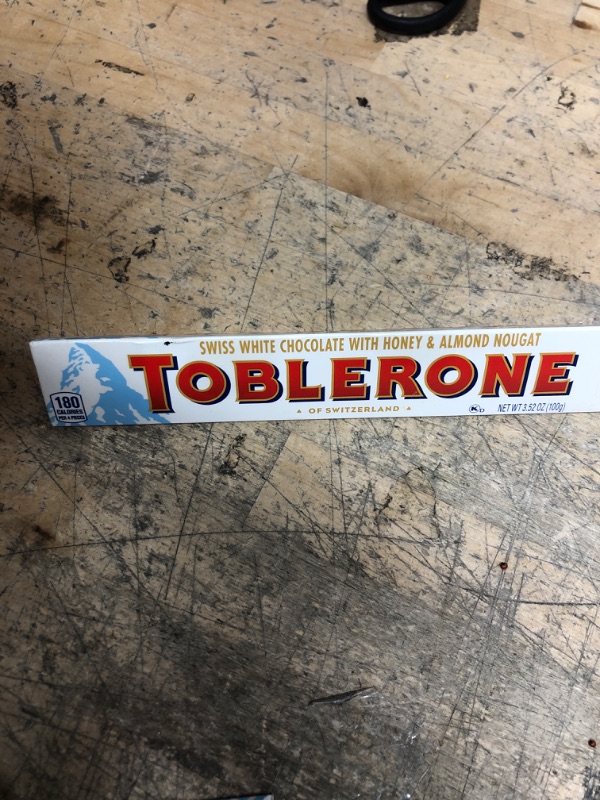 SWISS WHITE CHOCOLATE WITH HONEY & ALMOND NOUGAT
TOBLERONE
OF SWITZERLAND
180
CALORIES
PER 4 PIECES
K D NET WT 3.52 OZ (100g)